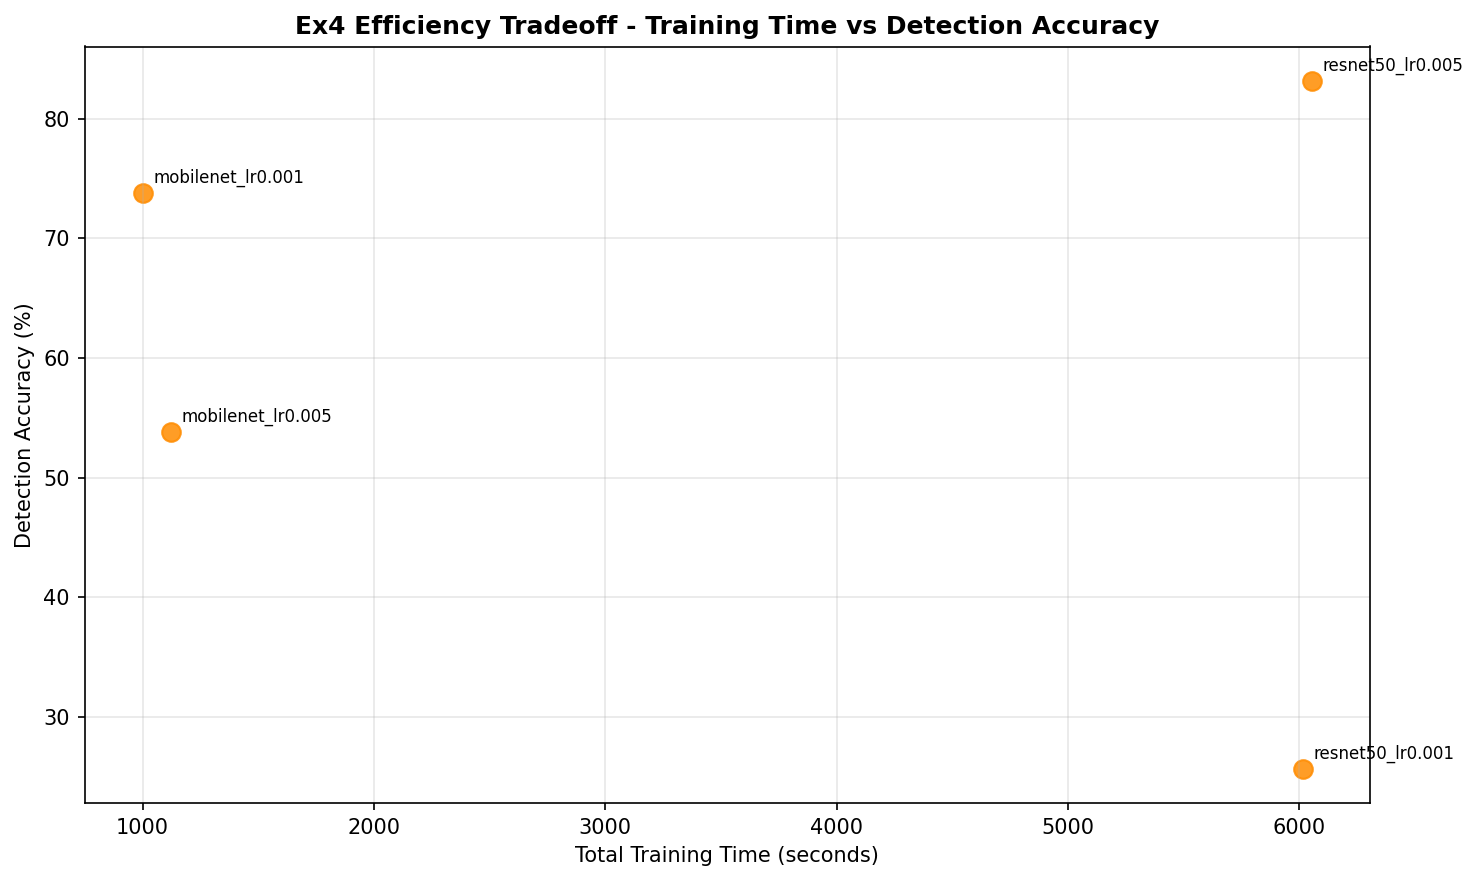 Ex4 Efficiency Tradeoff - Training Time vs Detection Accuracy
resnet50_lr0.005
80
mobilenet_lr0.001
70
60
mobilenet_lr0.005
50
40
30
resnet50_lr0.001
Detection Accuracy (%)
1000 2000 3000 4000 5000 6000
Total Training Time (seconds)